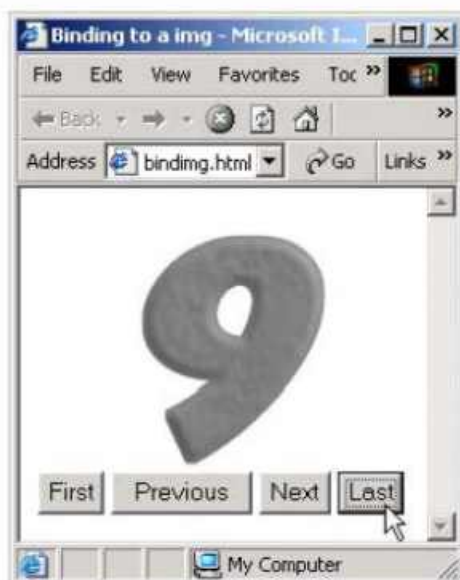 Binding to a img - Microsoft I...
File Edit View Favorites Toc »
Back »
Address bindimg.html Go Links »
9
First Previous Next Last
My Computer